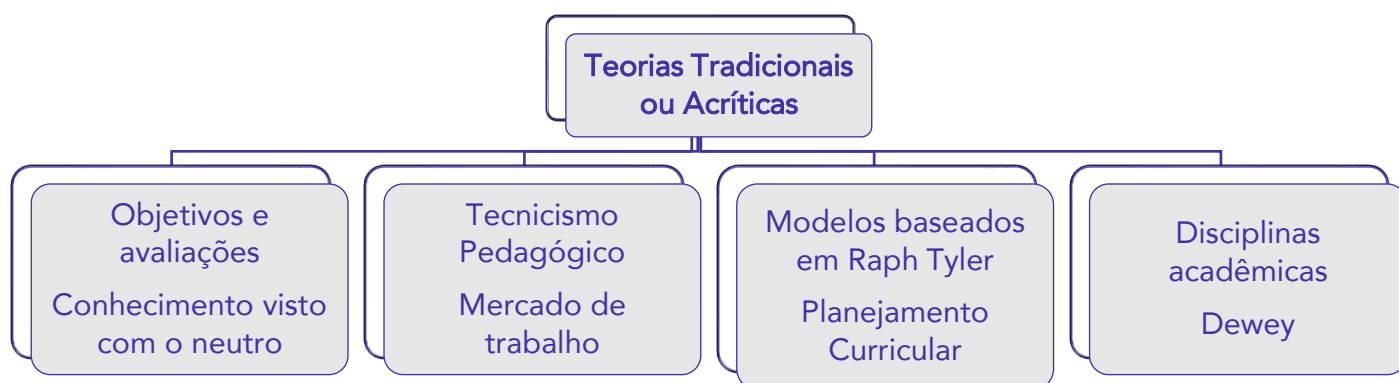 Teorias Tradicionais
ou Acríticas
Objetivos e
avaliações
Conhecimento visto
com o neutro
Tecnicismo
Pedagógico
Mercado de
trabalho
Modelos baseados
em Raph Tyler
Planejamento
Curricular
Disciplinas
acadêmicas
Dewey